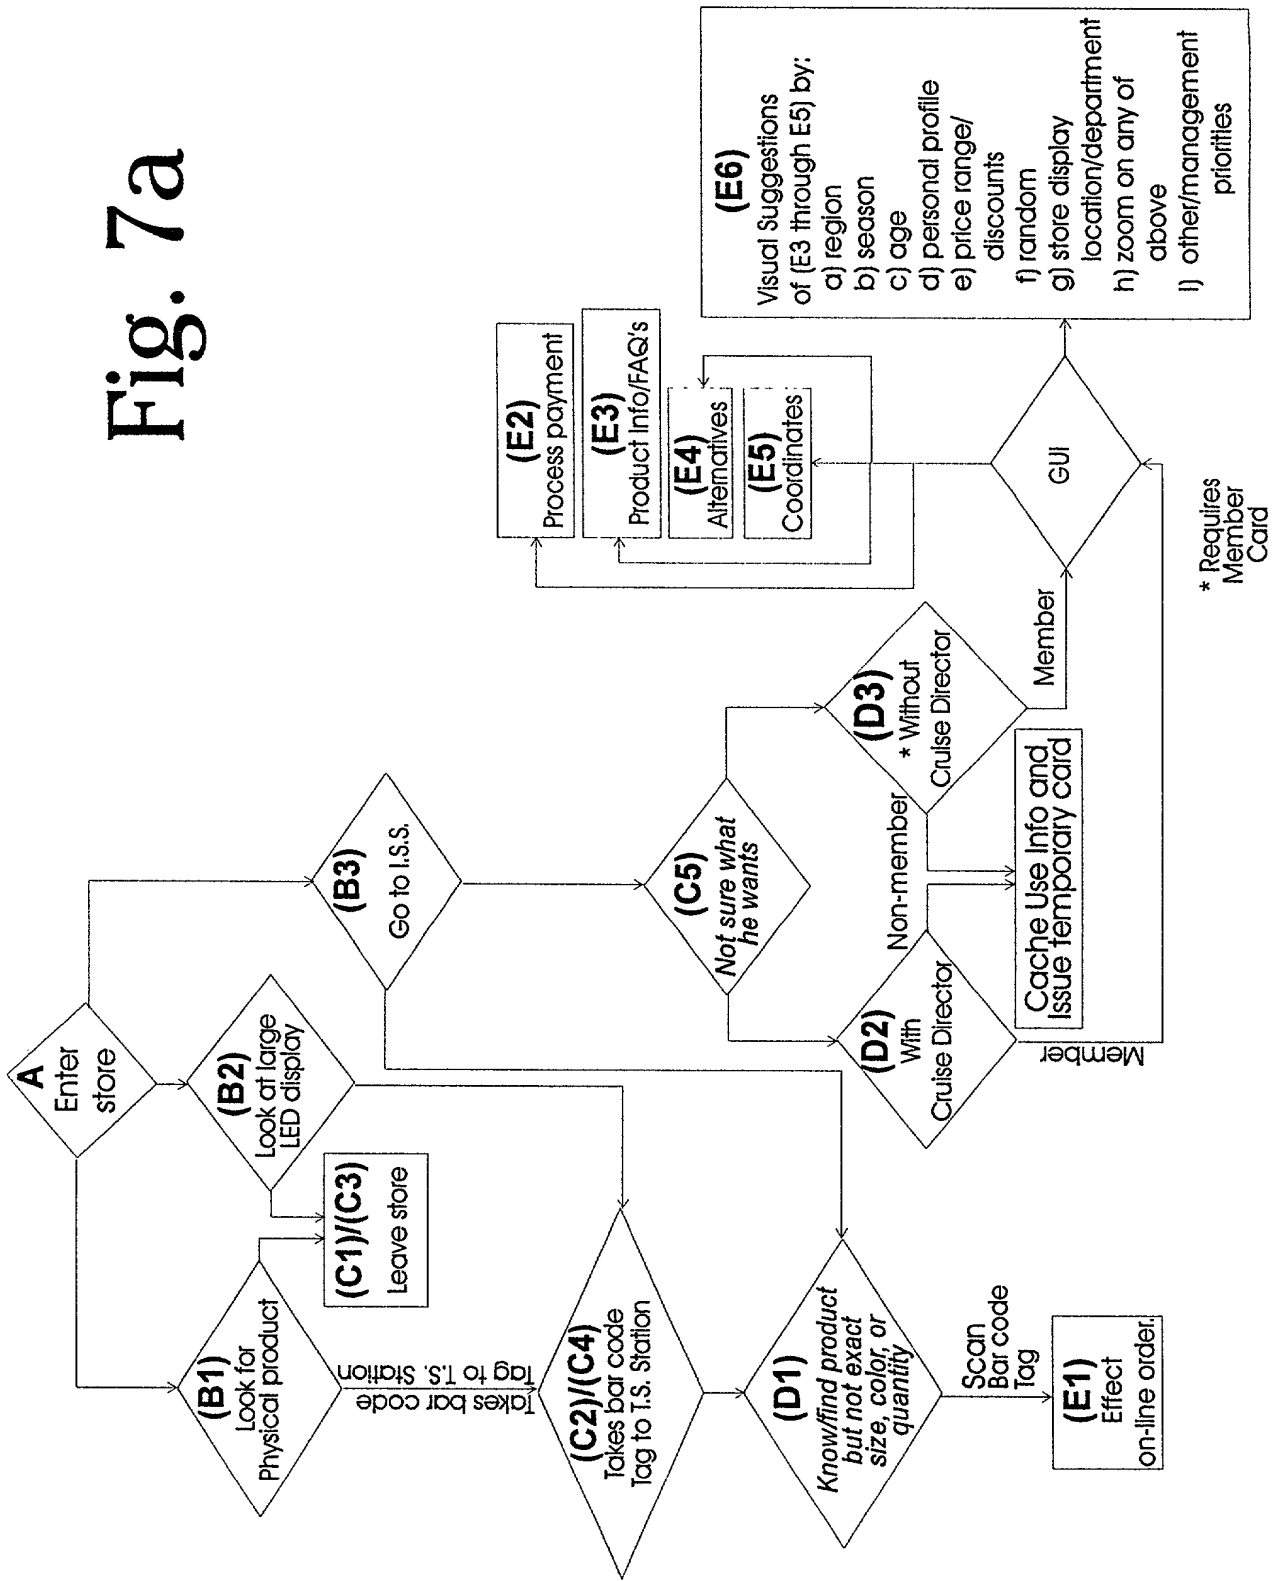 Fig. 7a
A
Enter
store
(B1)
Look for
Physical product
(B2)
Look at large
LED display
(B3)
Go to I.S.S.
(C1)/(C3)
Leave store
Takes bar code
Tag to T.S. Station
(C2)/(C4)
Takes bar code
Tag to T.S. Station
(C5)
Not sure what
he wants
(D1)
Know/find product
but not exact
size, color, or
quantity
(D2)
With
Cruise Director
(D3)
* Without
Cruise Director
Non-member
Member
Member
Cache Use Info and
Issue temporary card
Scan
Bar code
Tag
(E1)
Effect
on-line order.
(E2)
Process payment
(E3)
Product Info/FAQ's
(E4)
Alternatives
(E5)
Coordinates
GUI
(E6)
Visual Suggestions
of (E3 through E5) by:
a) region
b) season
c) age
d) personal profile
e) price range/
discounts
f) random
g) store display
location/department
h) zoom on any of
above
I) other/management
priorities
* Requires
Member
Card